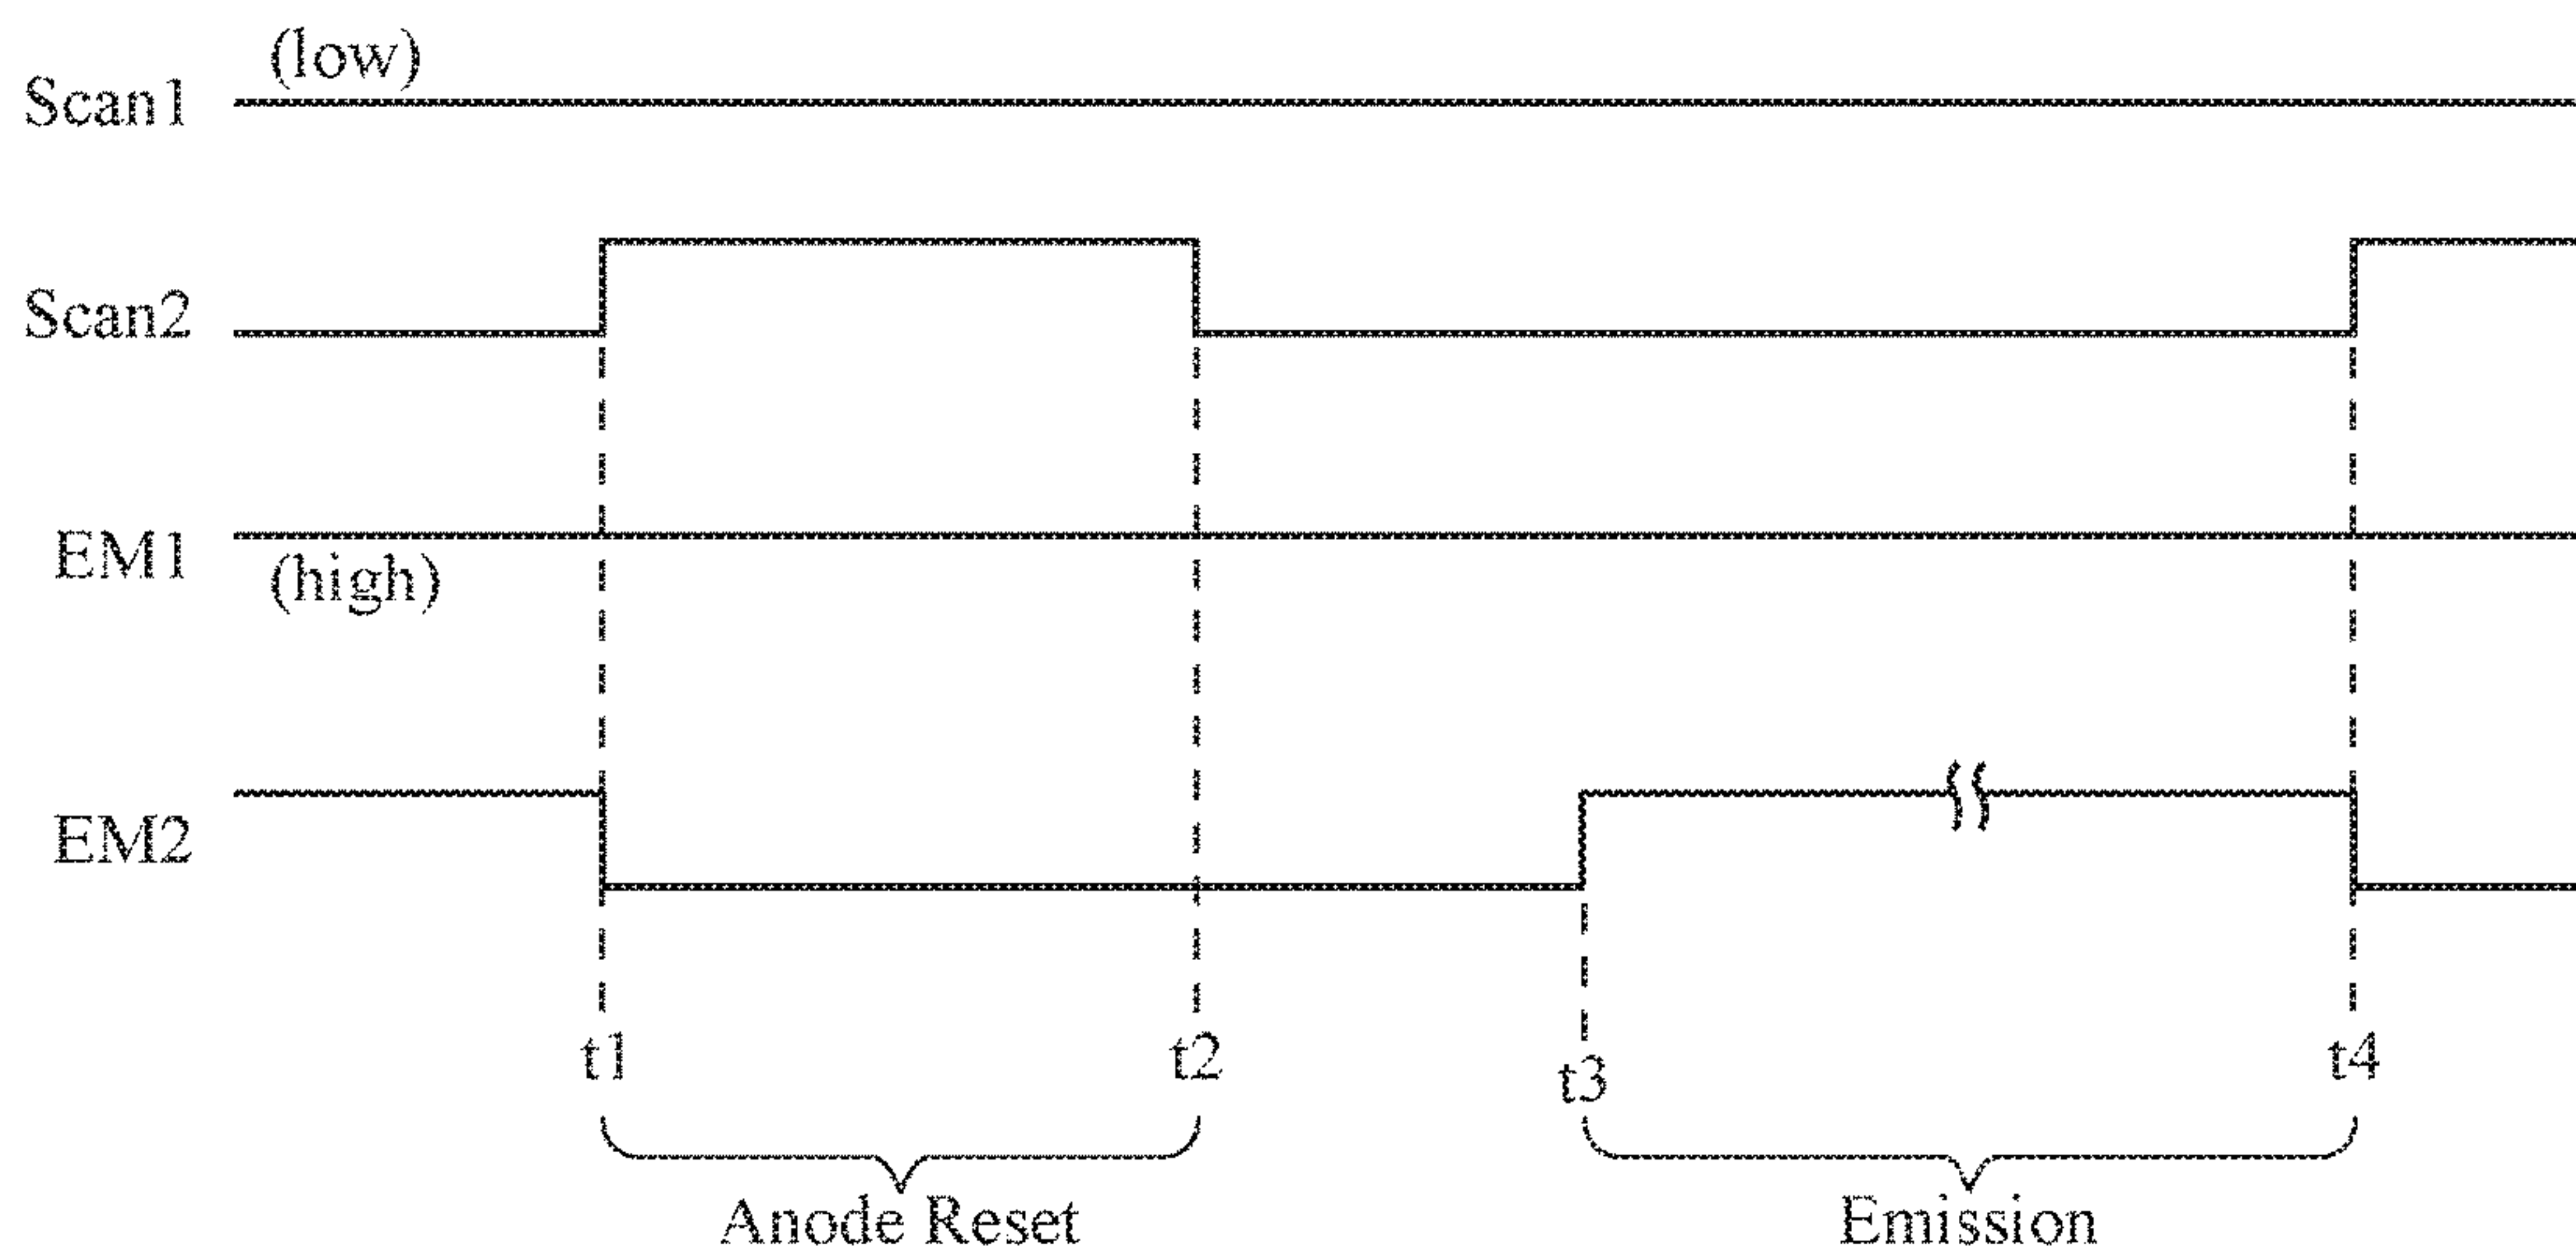 (low)
Scan1
Scan2
EM1
(high)
EM2
t1
t2
t3
t4
Anode Reset
Emission